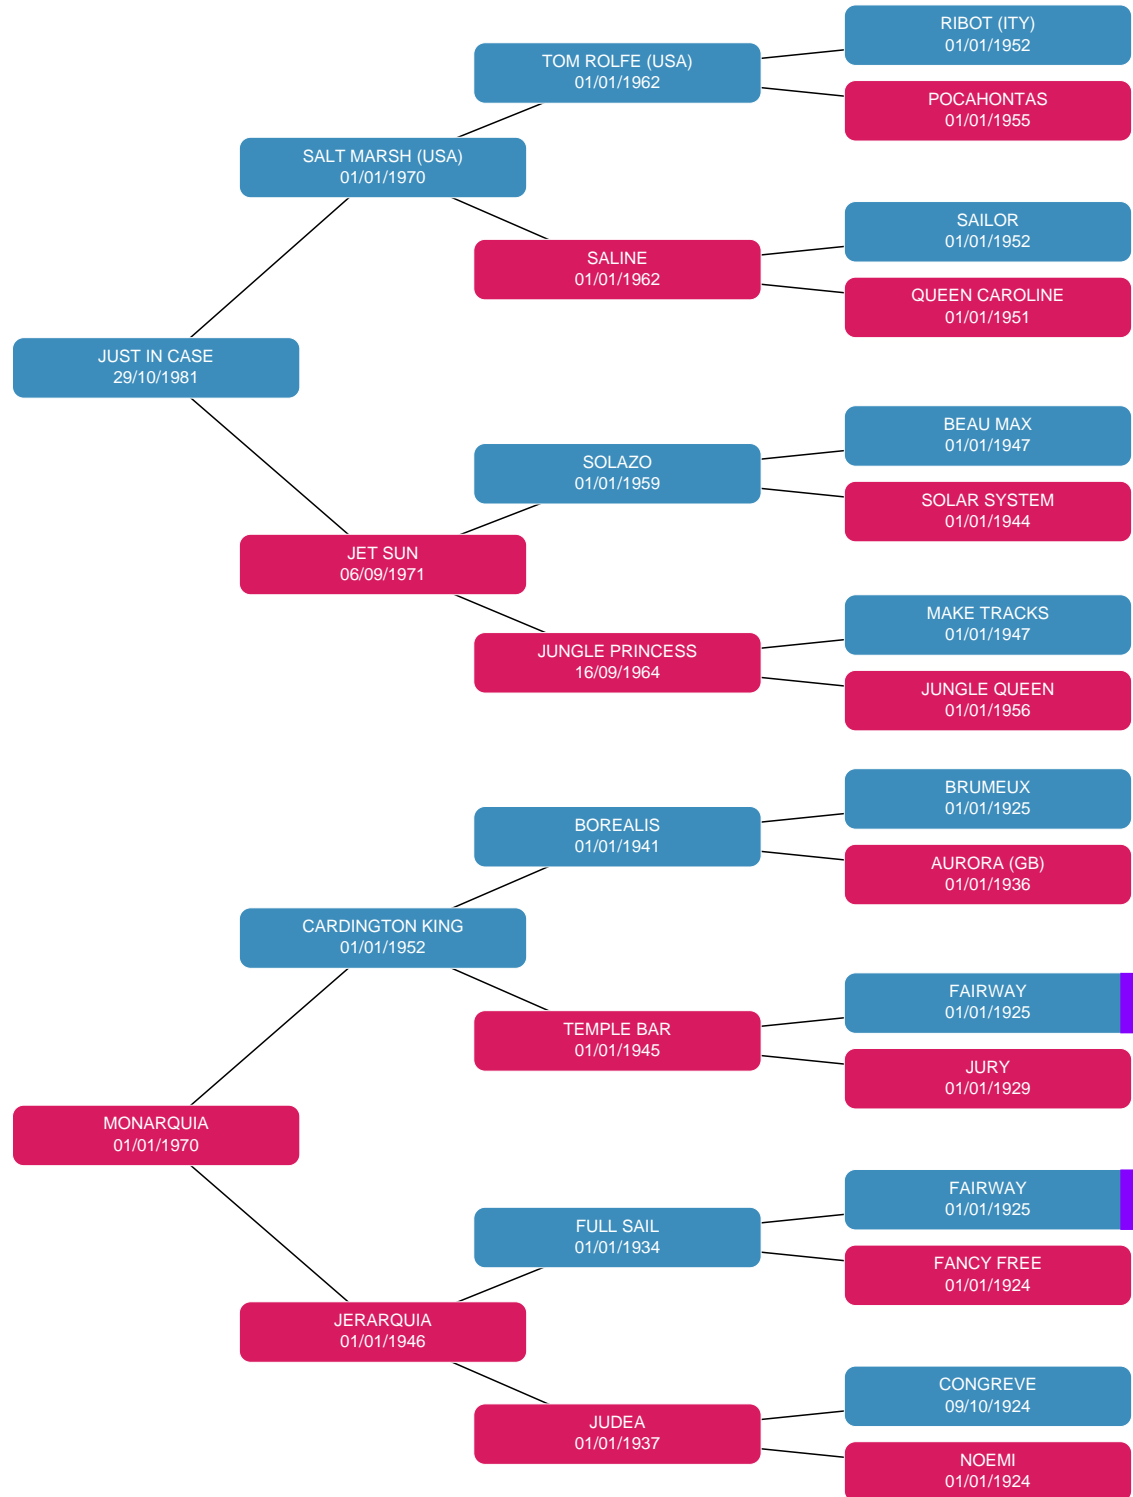 RIBOT (ITY)
01/01/1952
TOM ROLFE (USA)
01/01/1962
POCAHONTAS
01/01/1955
SALT MARSH (USA)
01/01/1970
SAILOR
01/01/1952
SALINE
01/01/1962
QUEEN CAROLINE
01/01/1951
JUST IN CASE
29/10/1981
BEAU MAX
01/01/1947
SOLAZO
01/01/1959
SOLAR SYSTEM
01/01/1944
JET SUN
06/09/1971
MAKE TRACKS
01/01/1947
JUNGLE PRINCESS
16/09/1964
JUNGLE QUEEN
01/01/1956
BRUMEUX
01/01/1925
BOREALIS
01/01/1941
AURORA (GB)
01/01/1936
CARDINGTON KING
01/01/1952
FAIRWAY
01/01/1925
TEMPLE BAR
01/01/1945
JURY
01/01/1929
MONARQUIA
01/01/1970
FAIRWAY
01/01/1925
FULL SAIL
01/01/1934
FANCY FREE
01/01/1924
JERARQUIA
01/01/1946
CONGREVE
09/10/1924
JUDEA
01/01/1937
NOEMI
01/01/1924